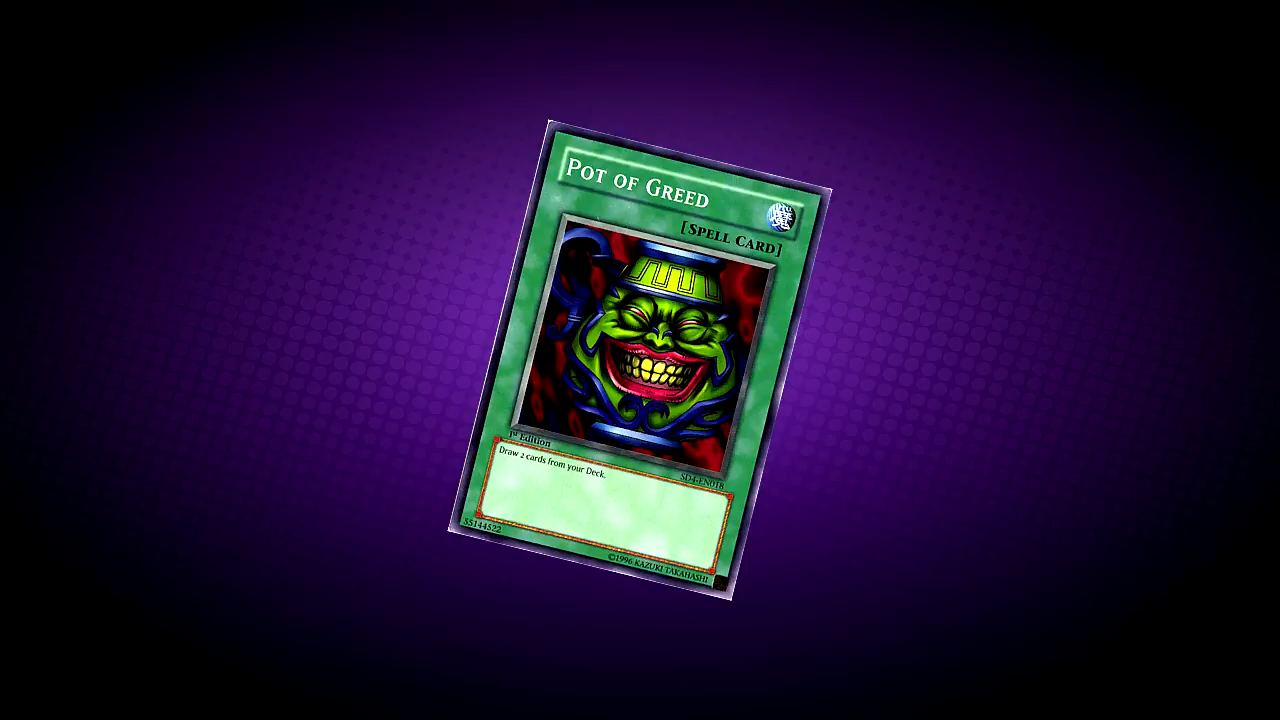 POT OF GREED
[SPELL CARD]
1st Edition
SD4-EN018
Draw 2 cards from your Deck.
55144522
©1996 KAZUKI TAKAHASHI